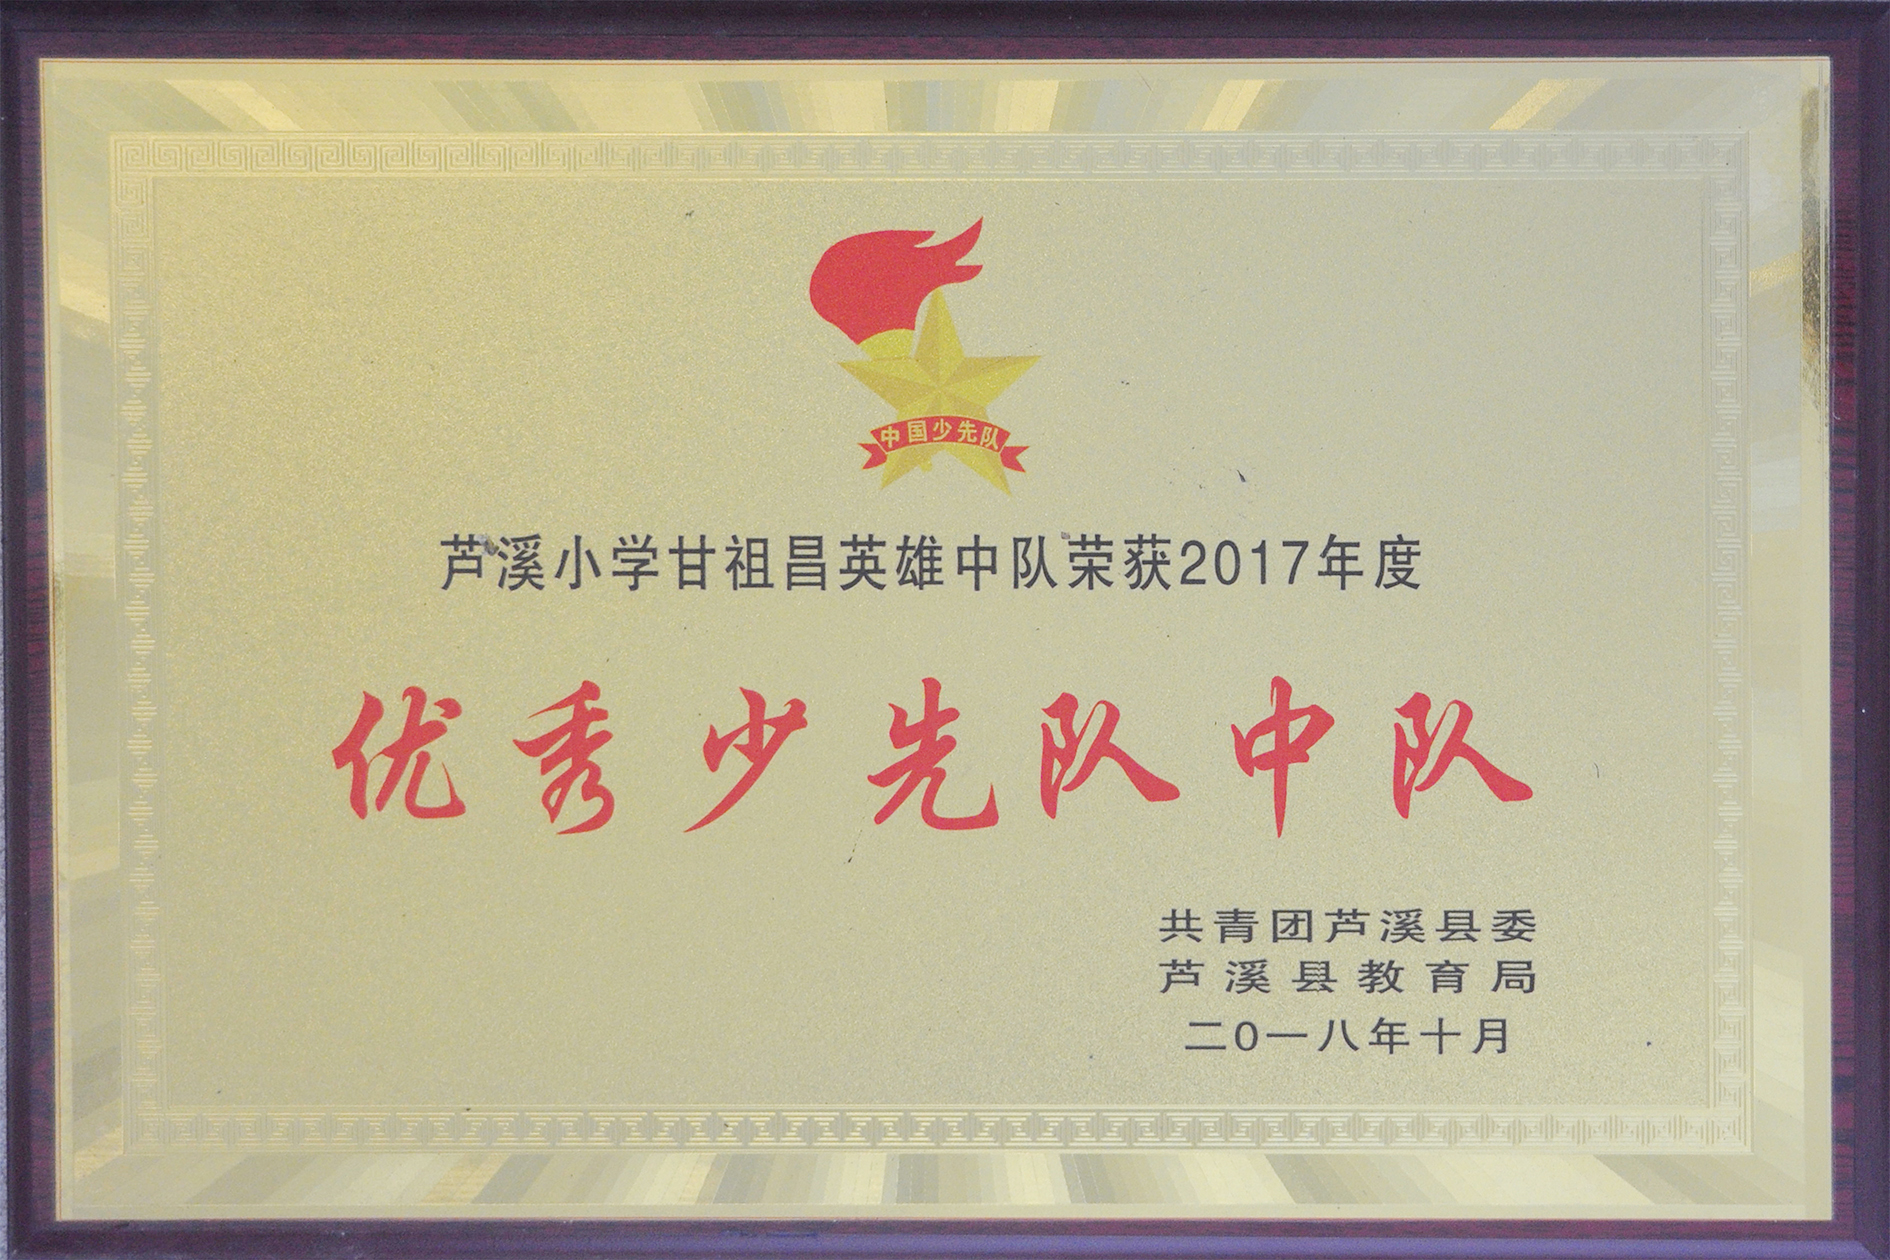 中国少先队
芦溪小学甘祖昌英雄中队荣获2017年度
优秀少先队中队
共青团芦溪县委
芦溪县教育局
二0一八年十月